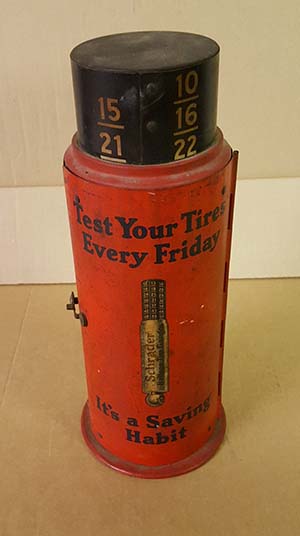 15
21
10
16
22
Test Your Tires
Every Friday
Schrader
It's a Saving
Habit